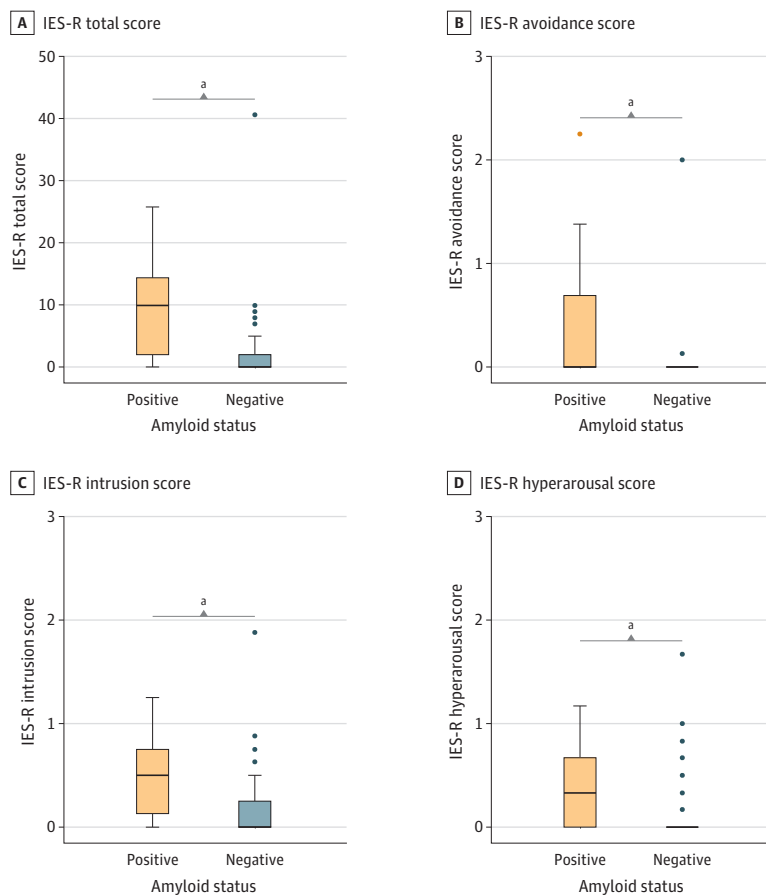 A IES-R total score
50
40
30
20
10
0
IES-R total score
a
Positive
Negative
Amyloid status
B IES-R avoidance score
3
2
1
0
IES-R avoidance score
a
Positive
Negative
Amyloid status
C IES-R intrusion score
3
2
1
0
IES-R intrusion score
a
Positive
Negative
Amyloid status
D IES-R hyperarousal score
3
2
1
0
IES-R hyperarousal score
a
Positive
Negative
Amyloid status